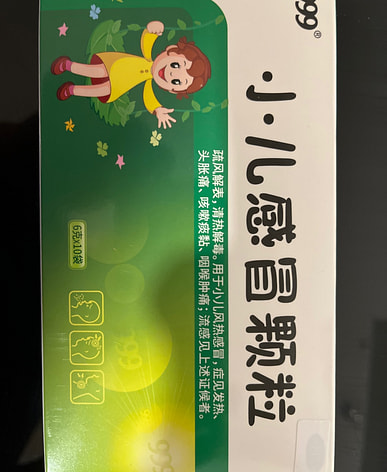 999®
小儿感冒颗粒
疏风解表,清热解毒。用于小儿风热感冒,症见发热、
头胀痛、咳嗽痰黏、咽喉肿痛;流感见上述证候者。
6克x10袋